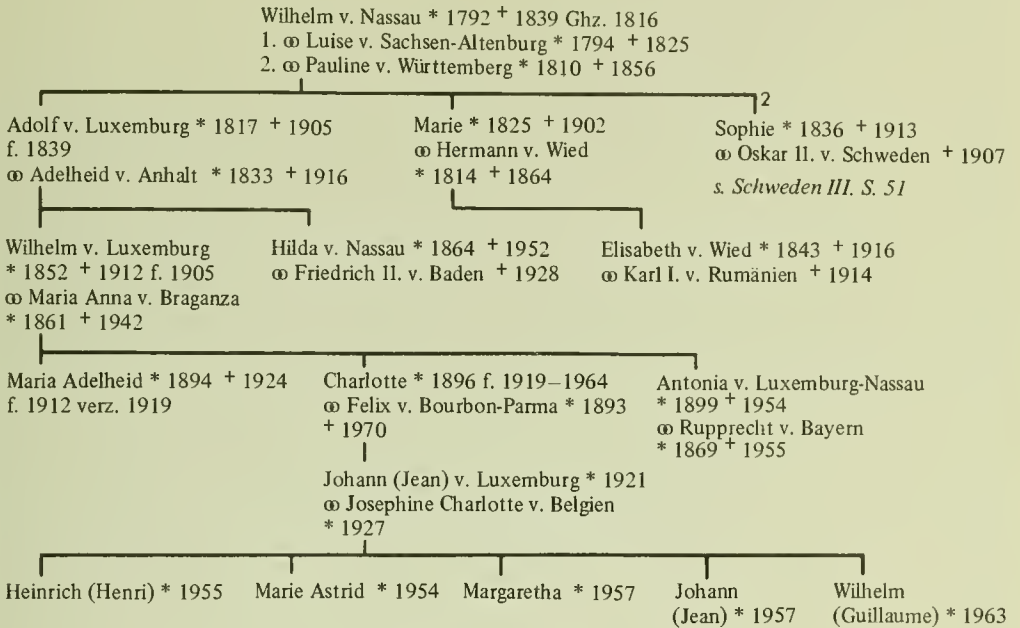 Wilhelm v. Nassau * 1792 + 1839 Ghz. 1816
1. ⚭ Luise v. Sachsen-Altenburg * 1794 + 1825
2. ⚭ Pauline v. Württemberg * 1810 + 1856
2
Adolf v. Luxemburg * 1817 + 1905
f. 1839
⚭ Adelheid v. Anhalt * 1833 + 1916
Marie * 1825 + 1902
⚭ Hermann v. Wied
* 1814 + 1864
Sophie * 1836 + 1913
⚭ Oskar II. v. Schweden + 1907
s. Schweden III. S. 51
Wilhelm v. Luxemburg
* 1852 + 1912 f. 1905
⚭ Maria Anna v. Braganza
* 1861 + 1942
Hilda v. Nassau * 1864 + 1952
⚭ Friedrich II. v. Baden + 1928
Elisabeth v. Wied * 1843 + 1916
⚭ Karl I. v. Rumänien + 1914
Maria Adelheid * 1894 + 1924
f. 1912 verz. 1919
Charlotte * 1896 f. 1919–1964
⚭ Felix v. Bourbon-Parma * 1893
+ 1970
Antonia v. Luxemburg-Nassau
* 1899 + 1954
⚭ Rupprecht v. Bayern
* 1869 + 1955
Johann (Jean) v. Luxemburg * 1921
⚭ Josephine Charlotte v. Belgien
* 1927
Heinrich (Henri) * 1955
Marie Astrid * 1954
Margaretha * 1957
Johann
(Jean) * 1957
Wilhelm
(Guillaume) * 1963